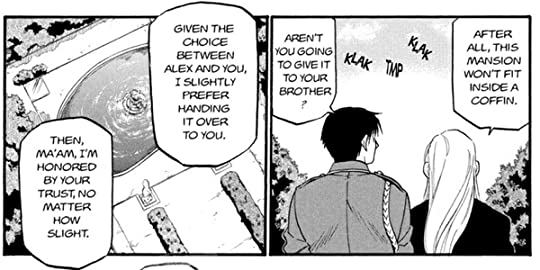 AFTER
ALL, THIS
MANSION
WON'T FIT
INSIDE A
COFFIN.
KLAK
TMP
KLAK
AREN'T
YOU GOING
TO GIVE IT
TO YOUR
BROTHER
?
GIVEN THE
CHOICE
BETWEEN
ALEX AND YOU,
I SLIGHTLY
PREFER
HANDING
IT OVER
TO YOU.
THEN,
MA'AM, I'M
HONORED
BY YOUR
TRUST, NO
MATTER
HOW
SLIGHT.